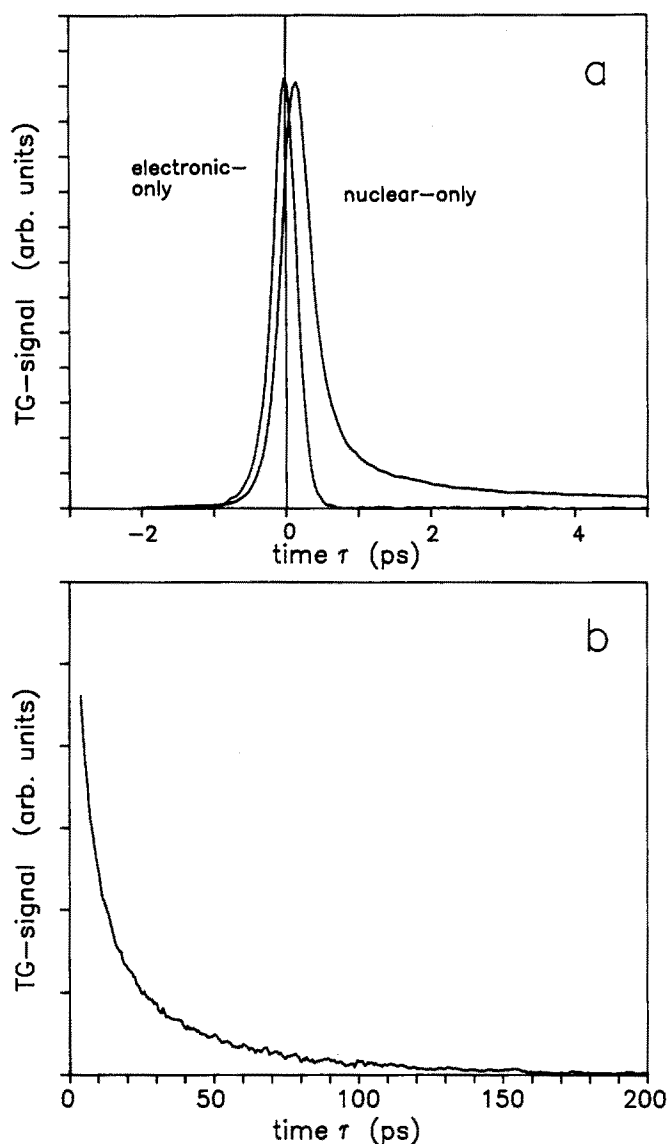 a
electronic-
only
nuclear-only
TG-signal (arb. units)
-2 0 2 4
time τ (ps)
b
TG-signal (arb. units)
0 50 100 150 200
time τ (ps)